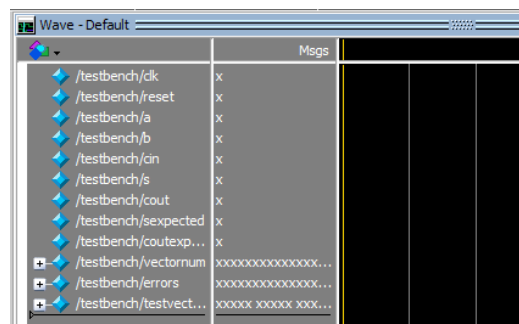 Wave - Default
Msgs
/testbench/clk x
/testbench/reset x
/testbench/a x
/testbench/b x
/testbench/cin x
/testbench/s x
/testbench/cout x
/testbench/sexpected x
/testbench/coutexp... x
/testbench/vectornum xxxxxxxxxxxxxx...
/testbench/errors xxxxxxxxxxxxxx...
/testbench/testvect... xxxxx xxxxx xxx...